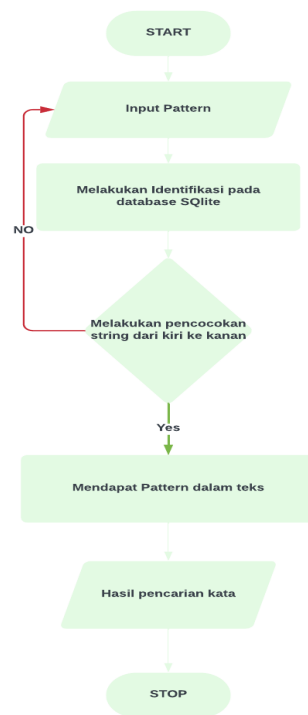 START
Input Pattern
Melakukan Identifikasi pada
database SQlite
NO
Melakukan pencocokan
string dari kiri ke kanan
Yes
Mendapat Pattern dalam teks
Hasil pencarian kata
STOP